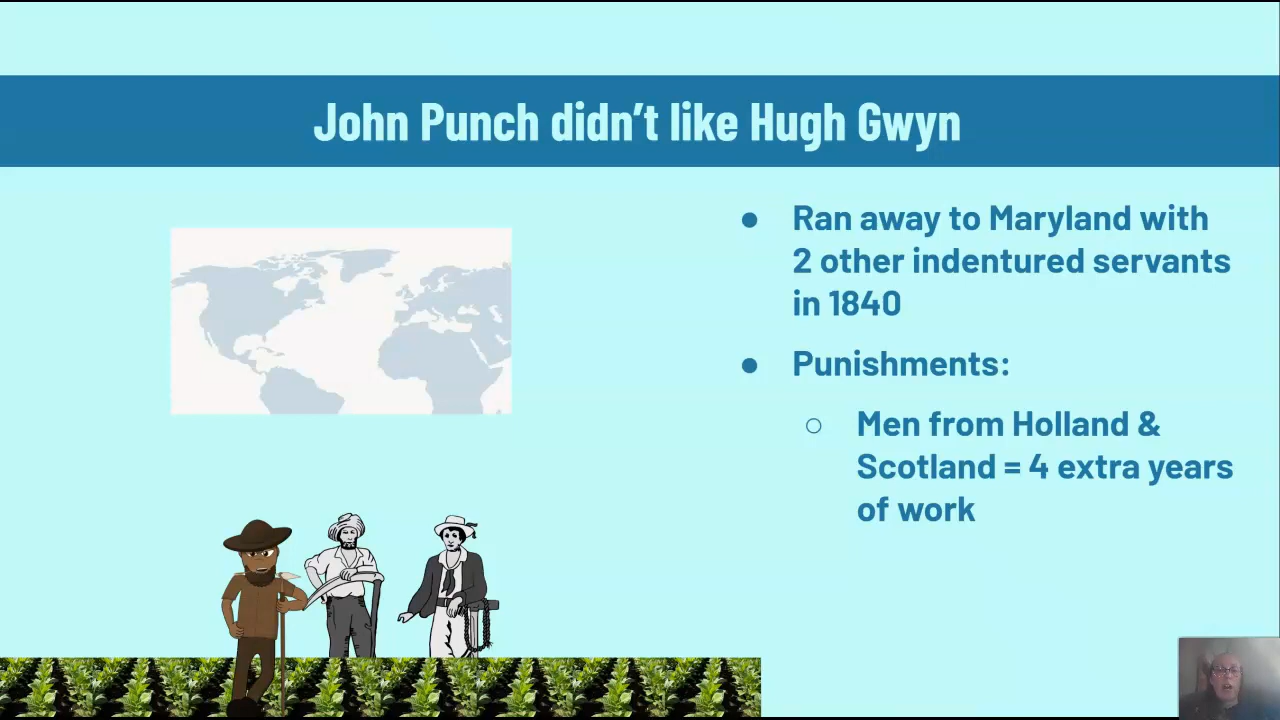 John Punch didn't like Hugh Gwyn
● Ran away to Maryland with
2 other indentured servants
in 1840
● Punishments:
○ Men from Holland &
Scotland = 4 extra years
of work